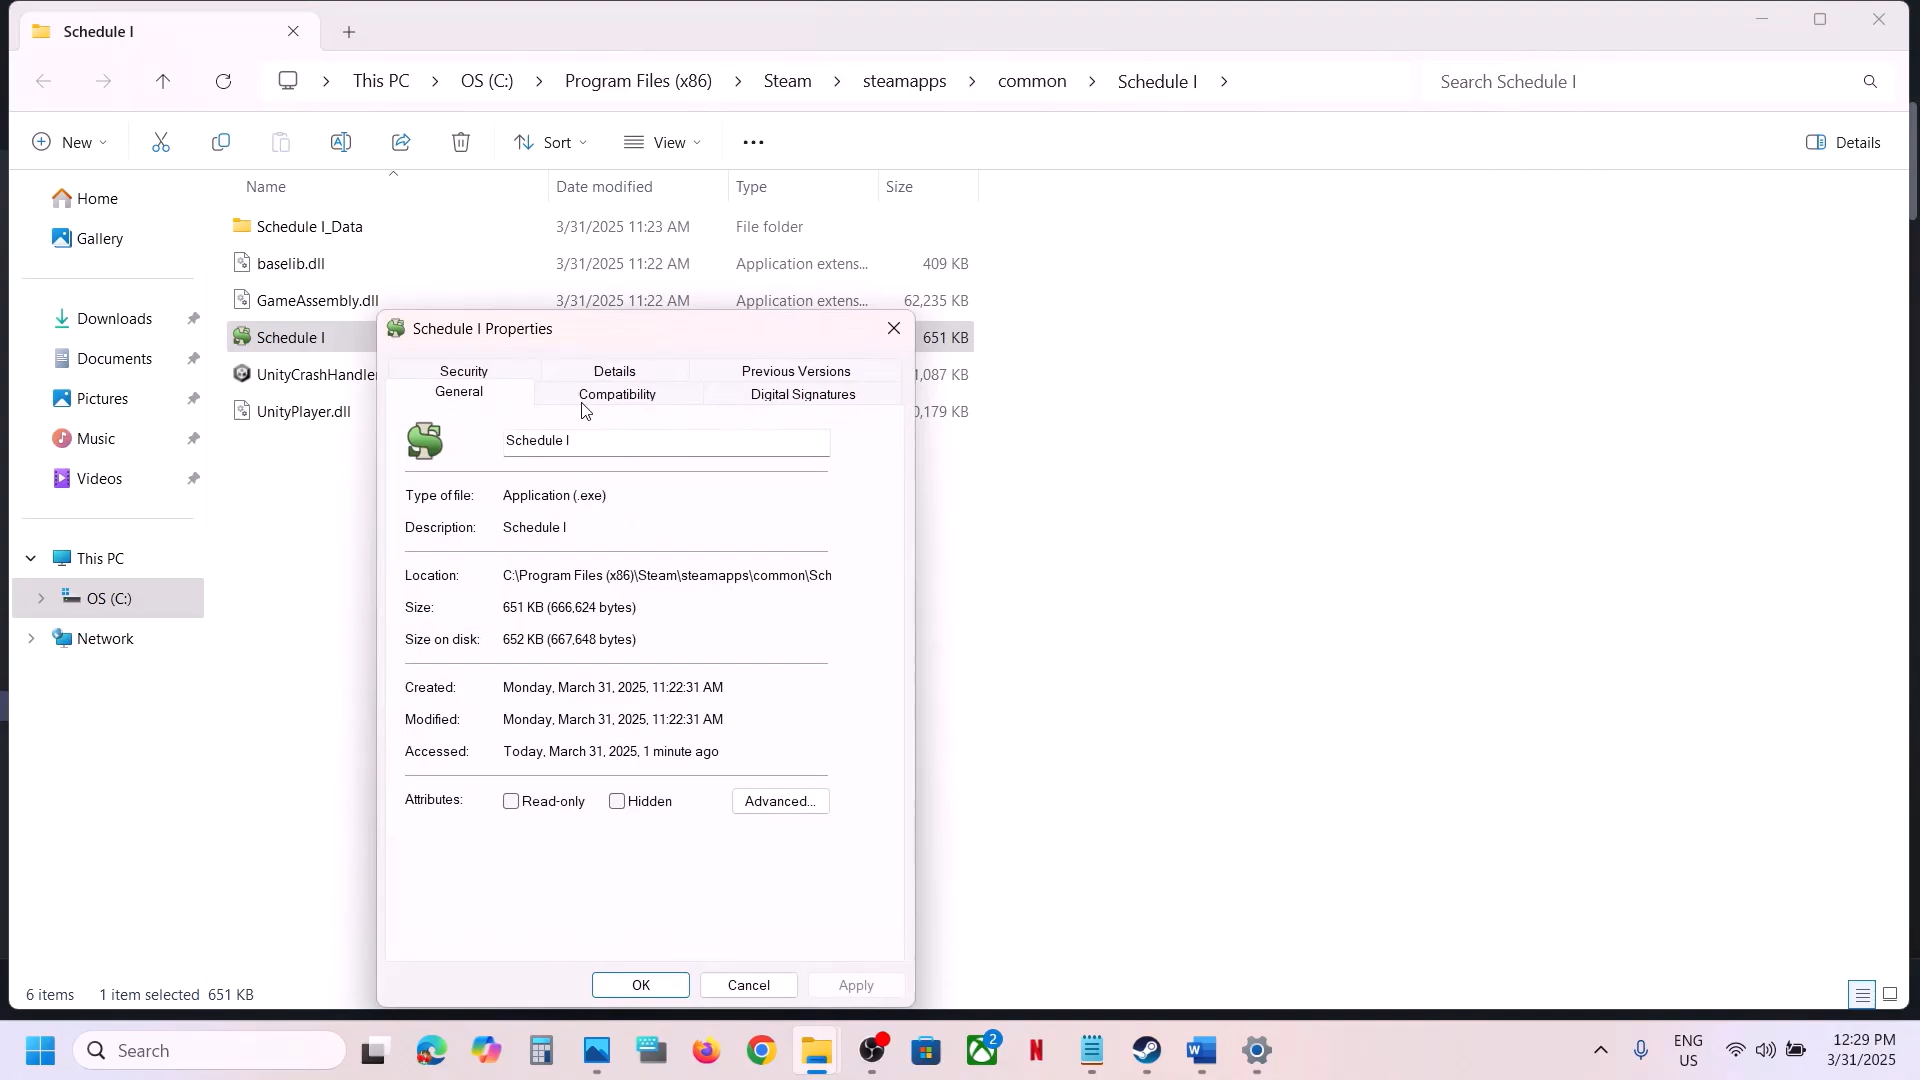 Schedule I
This PC
OS (C:)
Program Files (x86)
Steam
steamapps
common
Schedule I
Search Schedule I
New
Sort
View
Details
Name
Date modified
Type
Size
Home
Gallery
Downloads
Documents
Pictures
Music
Videos
This PC
OS (C:)
Network
Schedule I_Data
3/31/2025 11:23 AM
File folder
baselib.dll
3/31/2025 11:22 AM
Application extens...
409 KB
GameAssembly.dll
3/31/2025 11:22 AM
Application extens...
62,235 KB
Schedule I
651 KB
UnityCrashHandler
1,087 KB
UnityPlayer.dll
0,179 KB
Schedule I Properties
Security
Details
Previous Versions
General
Compatibility
Digital Signatures
Schedule I
Type of file:
Application (.exe)
Description:
Schedule I
Location:
C:\Program Files (x86)\Steam\steamapps\common\Sch
Size:
651 KB (666,624 bytes)
Size on disk:
652 KB (667,648 bytes)
Created:
Monday, March 31, 2025, 11:22:31 AM
Modified:
Monday, March 31, 2025, 11:22:31 AM
Accessed:
Today, March 31, 2025, 1 minute ago
Attributes:
Read-only
Hidden
Advanced...
OK
Cancel
Apply
6 items
1 item selected 651 KB
Search
2
ENG
US
12:29 PM
3/31/2025